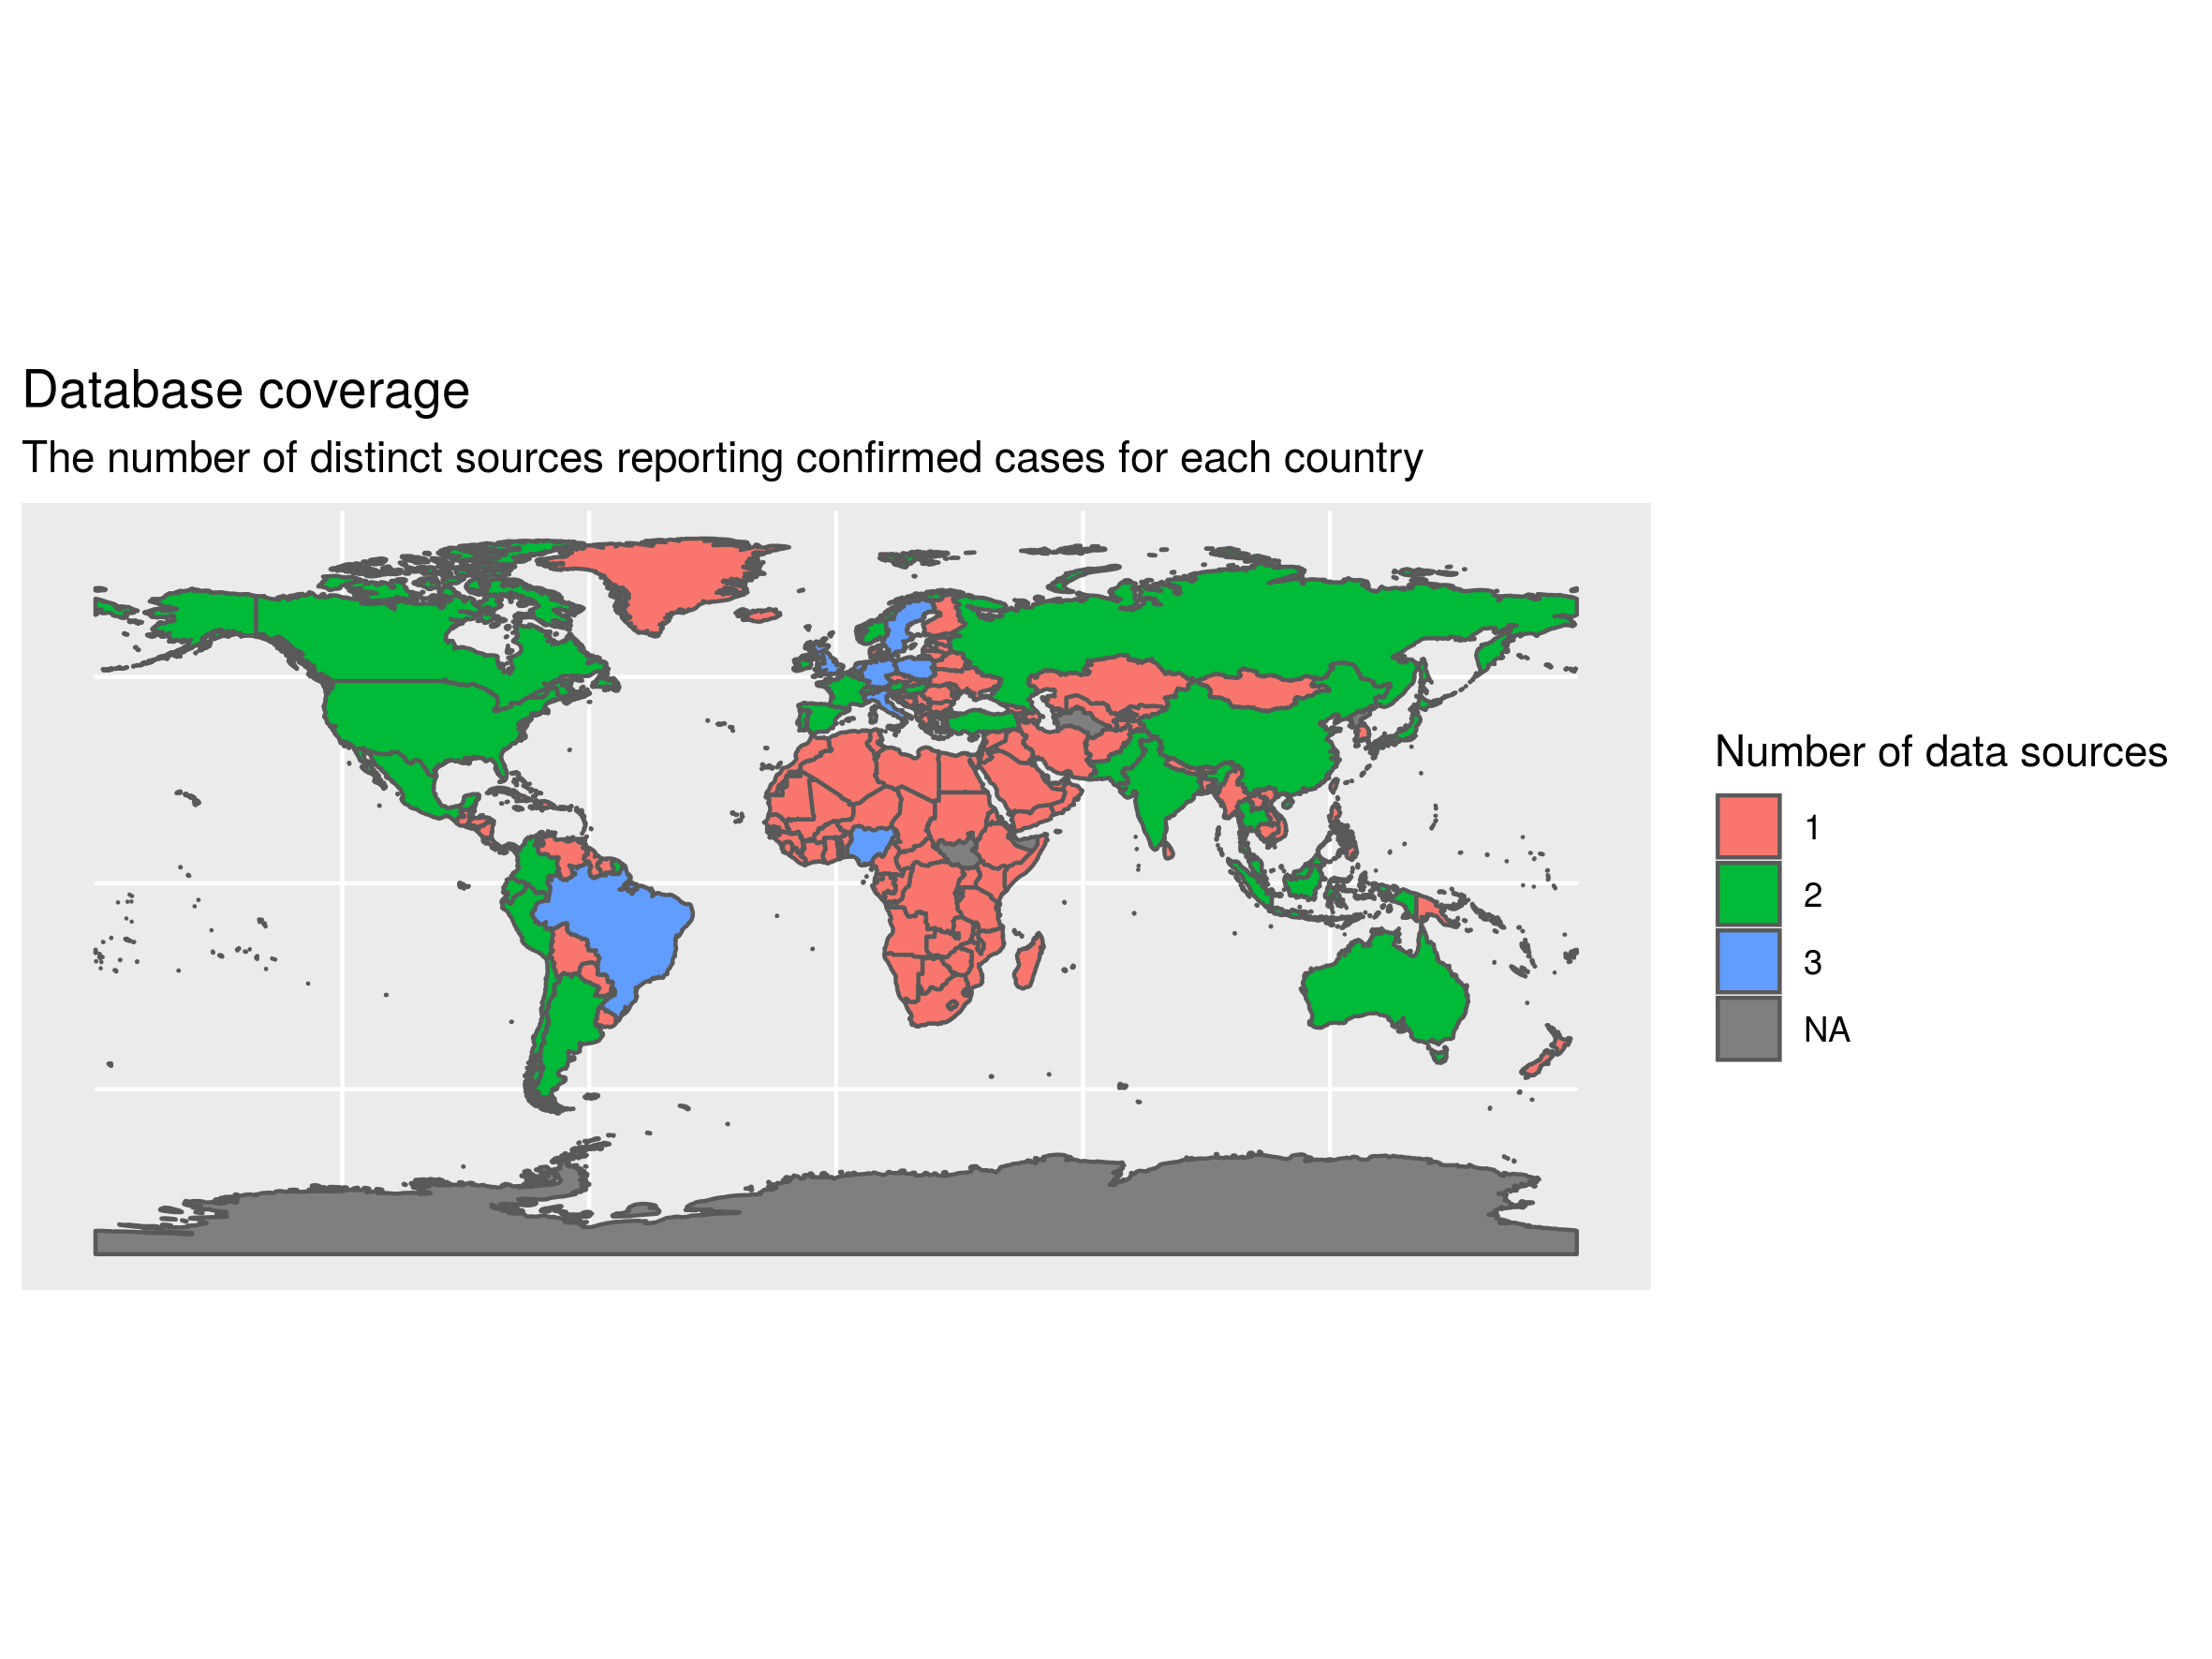 Database coverage
The number of distinct sources reporting confirmed cases for each country
Number of data sources
1
2
3
NA